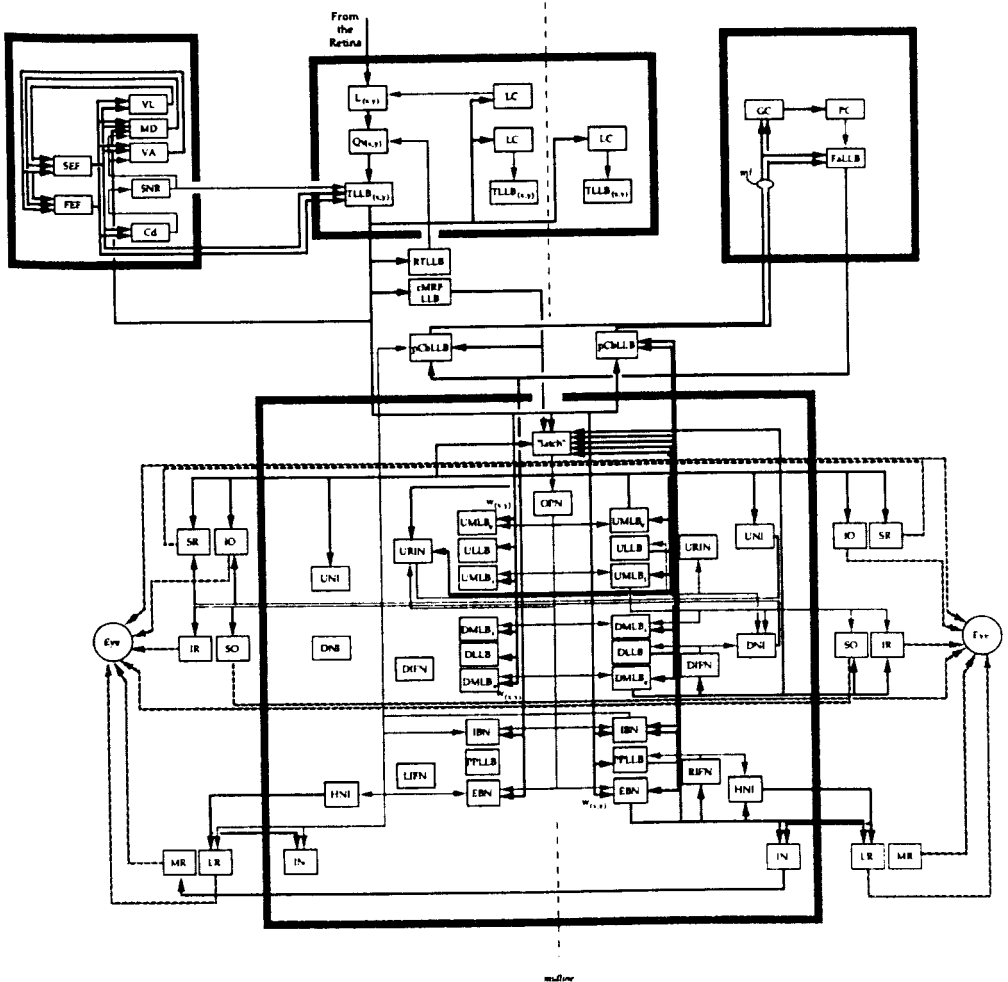 From
the
Retina
L(x,y)
LC
GC
PC
VL
MD
VA
SEF
SNR
FEF
Cd
Qv(x,y)
LC
LC
TLLB(x,y)
TLLB(x,y)
TLLB(x,y)
mf
FaLLB
RTLLB
cMRF
LLB
pCbLLB
pCbLLB
"latch"
OPN
w(x,y)
SR
IO
UNI
URIN
UMLB
ULLB
UMLB
UMLB
ULLB
UMLB
URIN
UNI
IO
SR
Eye
IR
SO
DNI
DIFN
DMLB
DLLB
DMLB
w(x,y)
DMLB
DLLB
DMLB
DIFN
DNI
SO
IR
Eye
IBN
PPLLB
EBN
IBN
PPLLB
EBN
w(x,y)
LIFN
HNI
RIFN
HNI
MR
LR
IN
IN
LR
MR
midline